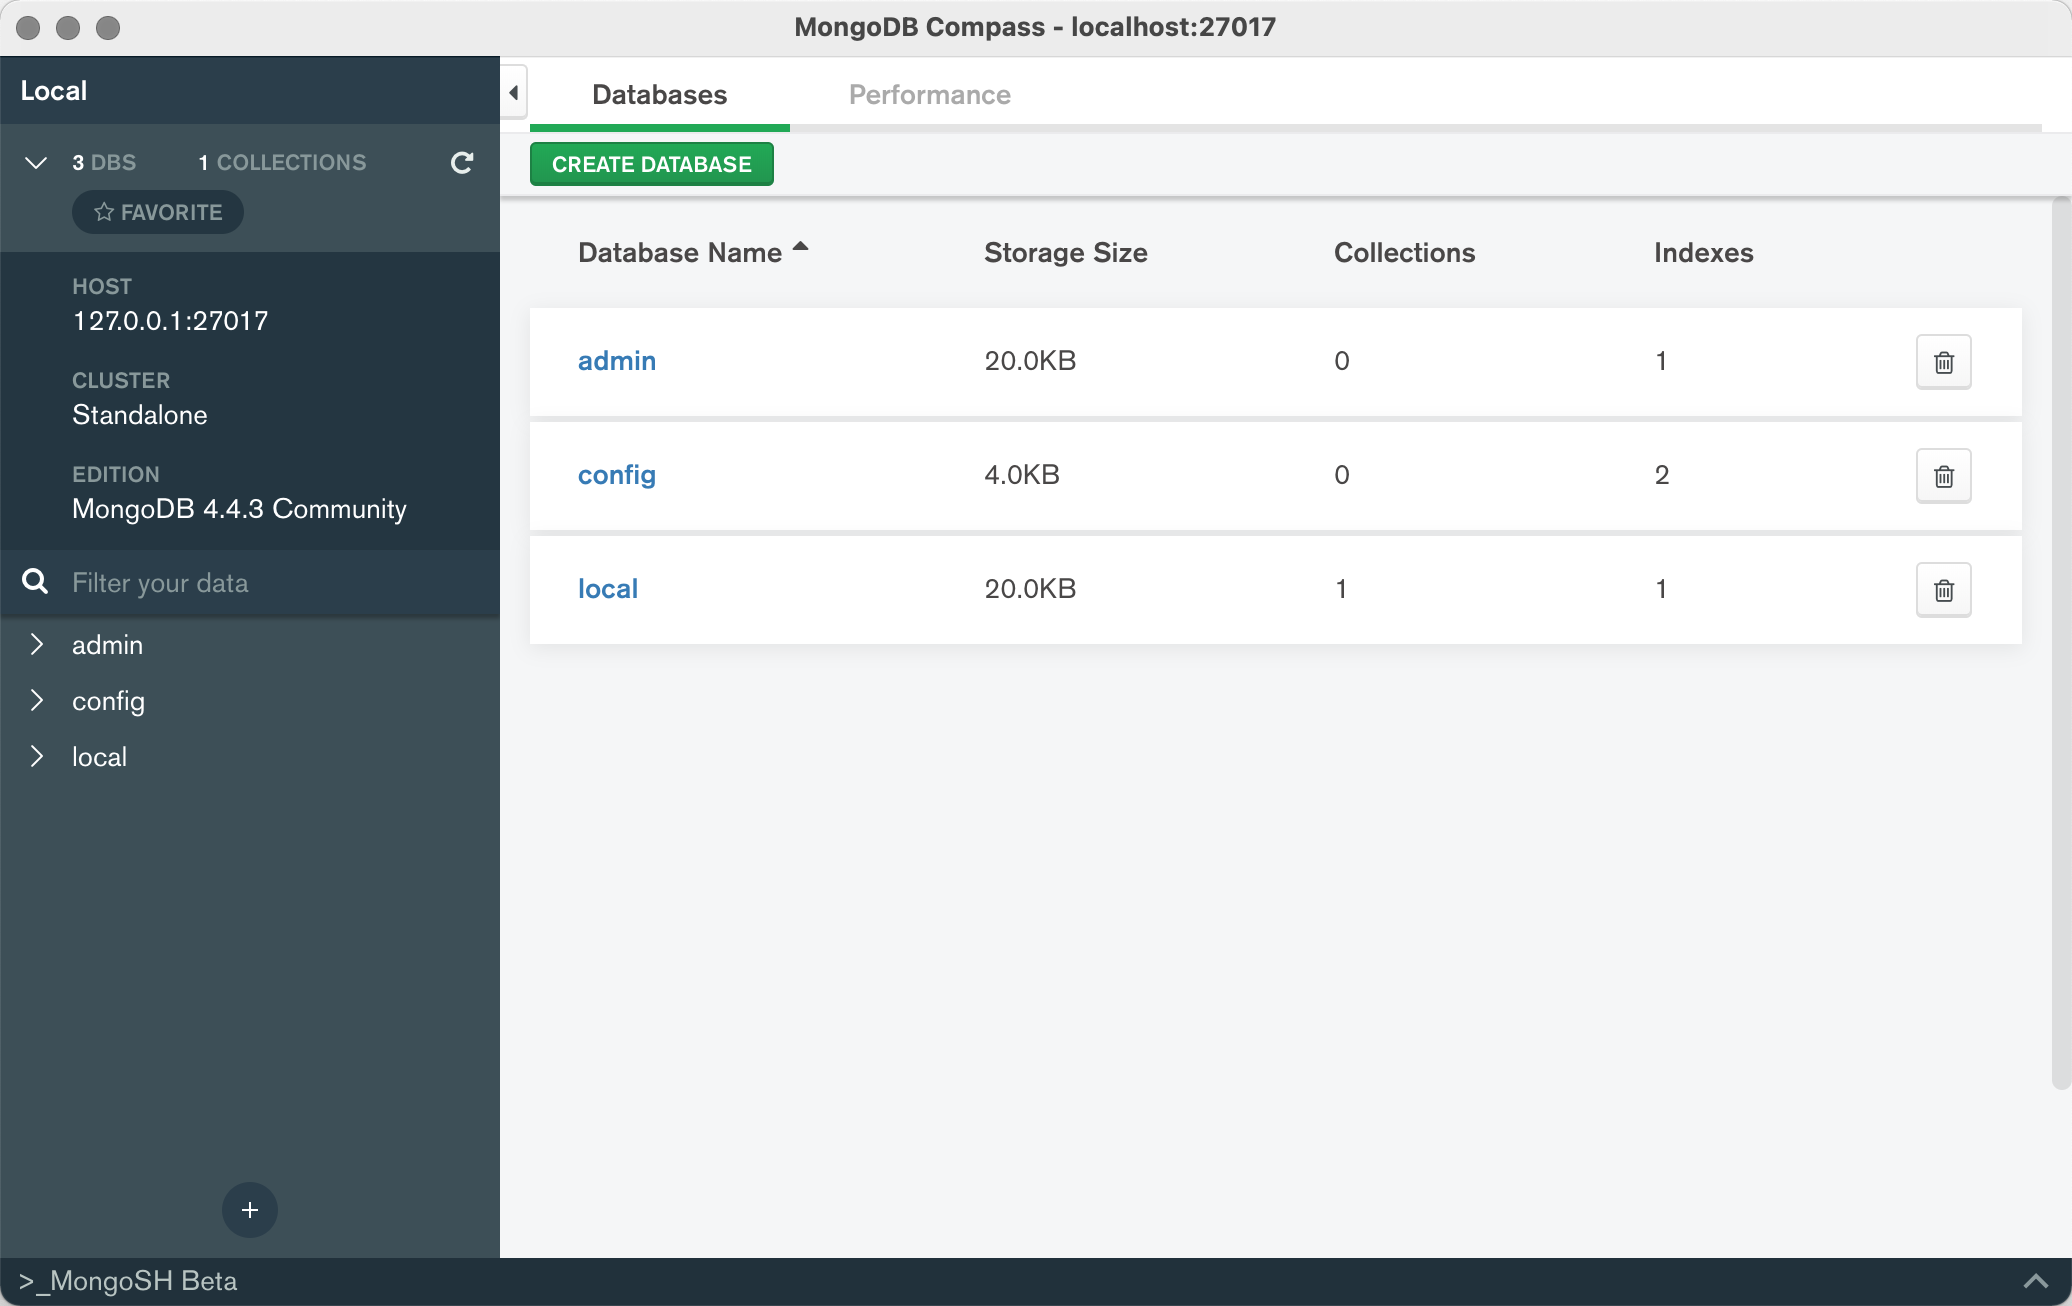 MongoDB Compass - localhost:27017
Local
3 DBS 1 COLLECTIONS
FAVORITE
HOST
127.0.0.1:27017
CLUSTER
Standalone
EDITION
MongoDB 4.4.3 Community
Filter your data
admin
config
local
Databases Performance
CREATE DATABASE
Database Name Storage Size Collections Indexes
admin 20.0KB 0 1
config 4.0KB 0 2
local 20.0KB 1 1
>_MongoSH Beta